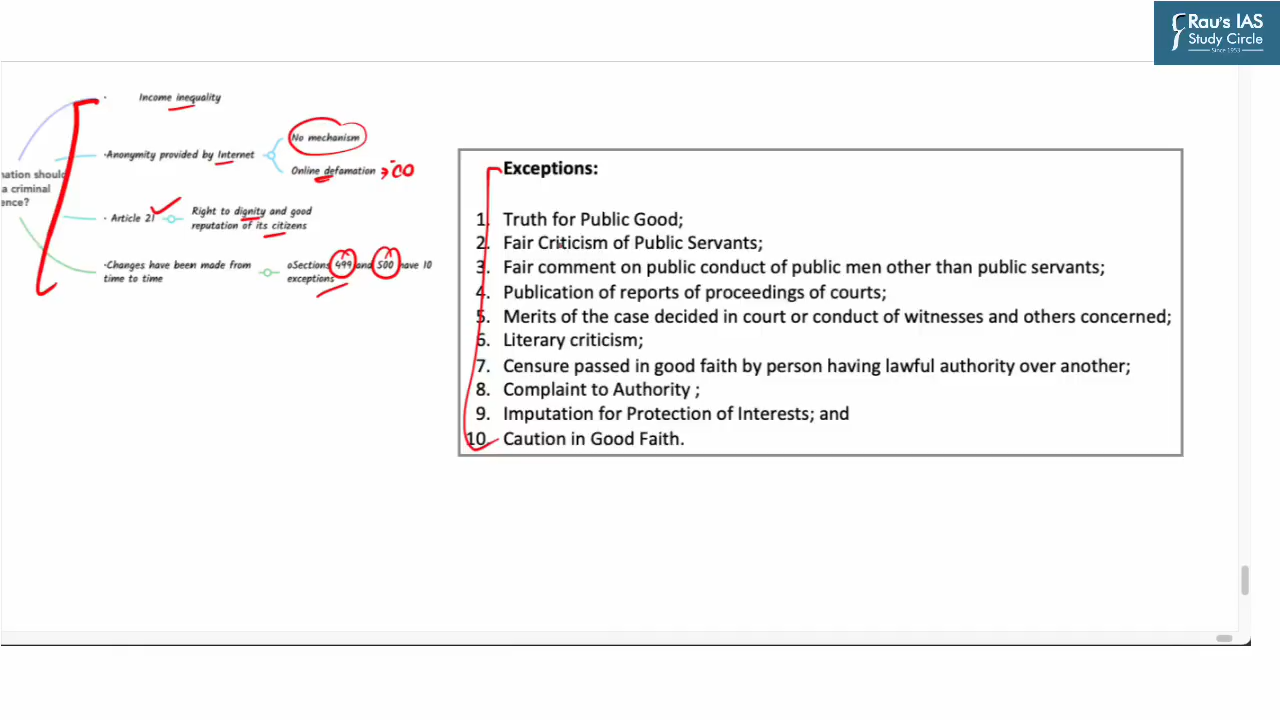 Rau's IAS
Study Circle
Since 1953
· Income inequality
·Anonymity provided by Internet
No mechanism
Online defamation
nation should
a criminal
ence?
· Article 21
Right to dignity and good
reputation of its citizens
·Changes have been made from
time to time
oSections 499 and 500 have 10
exceptions
Exceptions:
1. Truth for Public Good;
2. Fair Criticism of Public Servants;
3. Fair comment on public conduct of public men other than public servants;
4. Publication of reports of proceedings of courts;
5. Merits of the case decided in court or conduct of witnesses and others concerned;
6. Literary criticism;
7. Censure passed in good faith by person having lawful authority over another;
8. Complaint to Authority ;
9. Imputation for Protection of Interests; and
10. Caution in Good Faith.